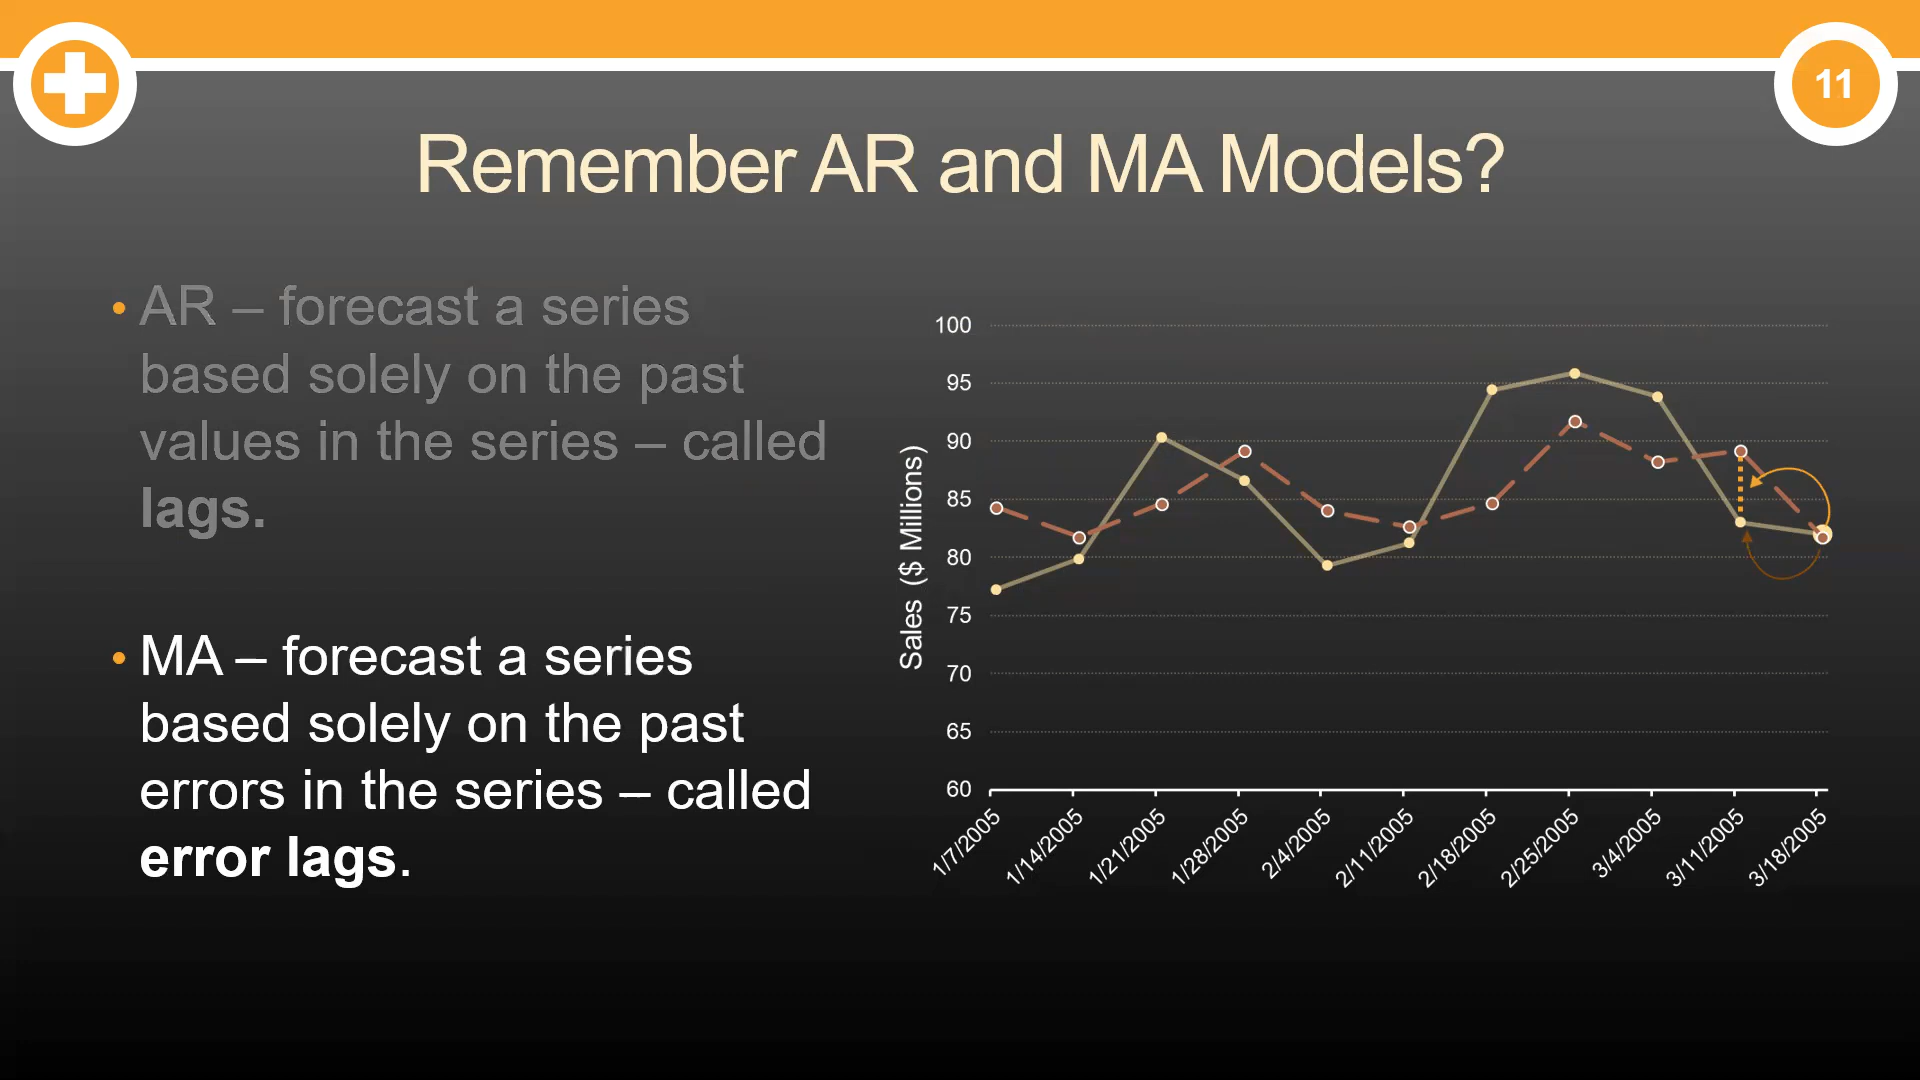 11
Remember AR and MA Models?
• AR – forecast a series
based solely on the past
values in the series – called
lags.
• MA – forecast a series
based solely on the past
errors in the series – called
error lags.
Sales ($ Millions)
100
95
90
85
80
75
70
65
60
1/7/2005
1/14/2005
1/21/2005
1/28/2005
2/4/2005
2/11/2005
2/18/2005
2/25/2005
3/4/2005
3/11/2005
3/18/2005